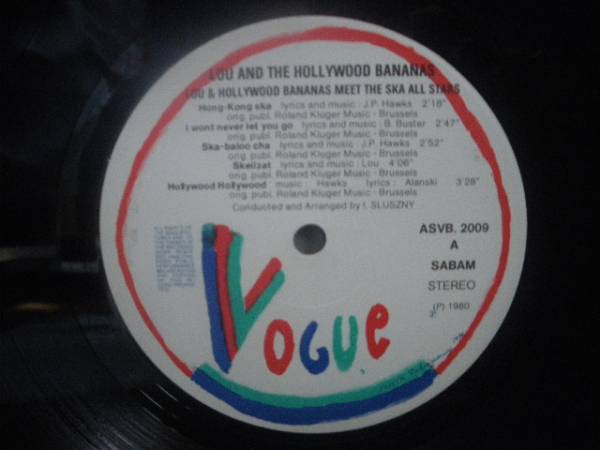 LOU AND THE HOLLYWOOD BANANAS
LOU & HOLLYWOOD BANANAS MEET THE SKA ALL STARS
Hong-Kong ska lyrics and music : J.P. Hawks 2'18"
orig. publ. Roland Kluger Music - Brussels
I wont never let you go lyrics and music : B. Buster 2'47"
orig. publ. Roland Kluger Music - Brussels
Ska-baloo cha lyrics and music : J.P. Hawks 2'52"
orig. publ. Roland Kluger Music - Brussels
Skelizat lyrics and music : Lou 4'06"
orig. publ. Roland Kluger Music - Brussels
Hollywood Hollywood music : Hawks lyrics : Alanski 3'28"
orig. publ. Roland Kluger Music - Brussels
Conducted and Arranged by I. SLUSZNY
ASVB. 2009
A
SABAM
STEREO
(P) 1980
VOGUE